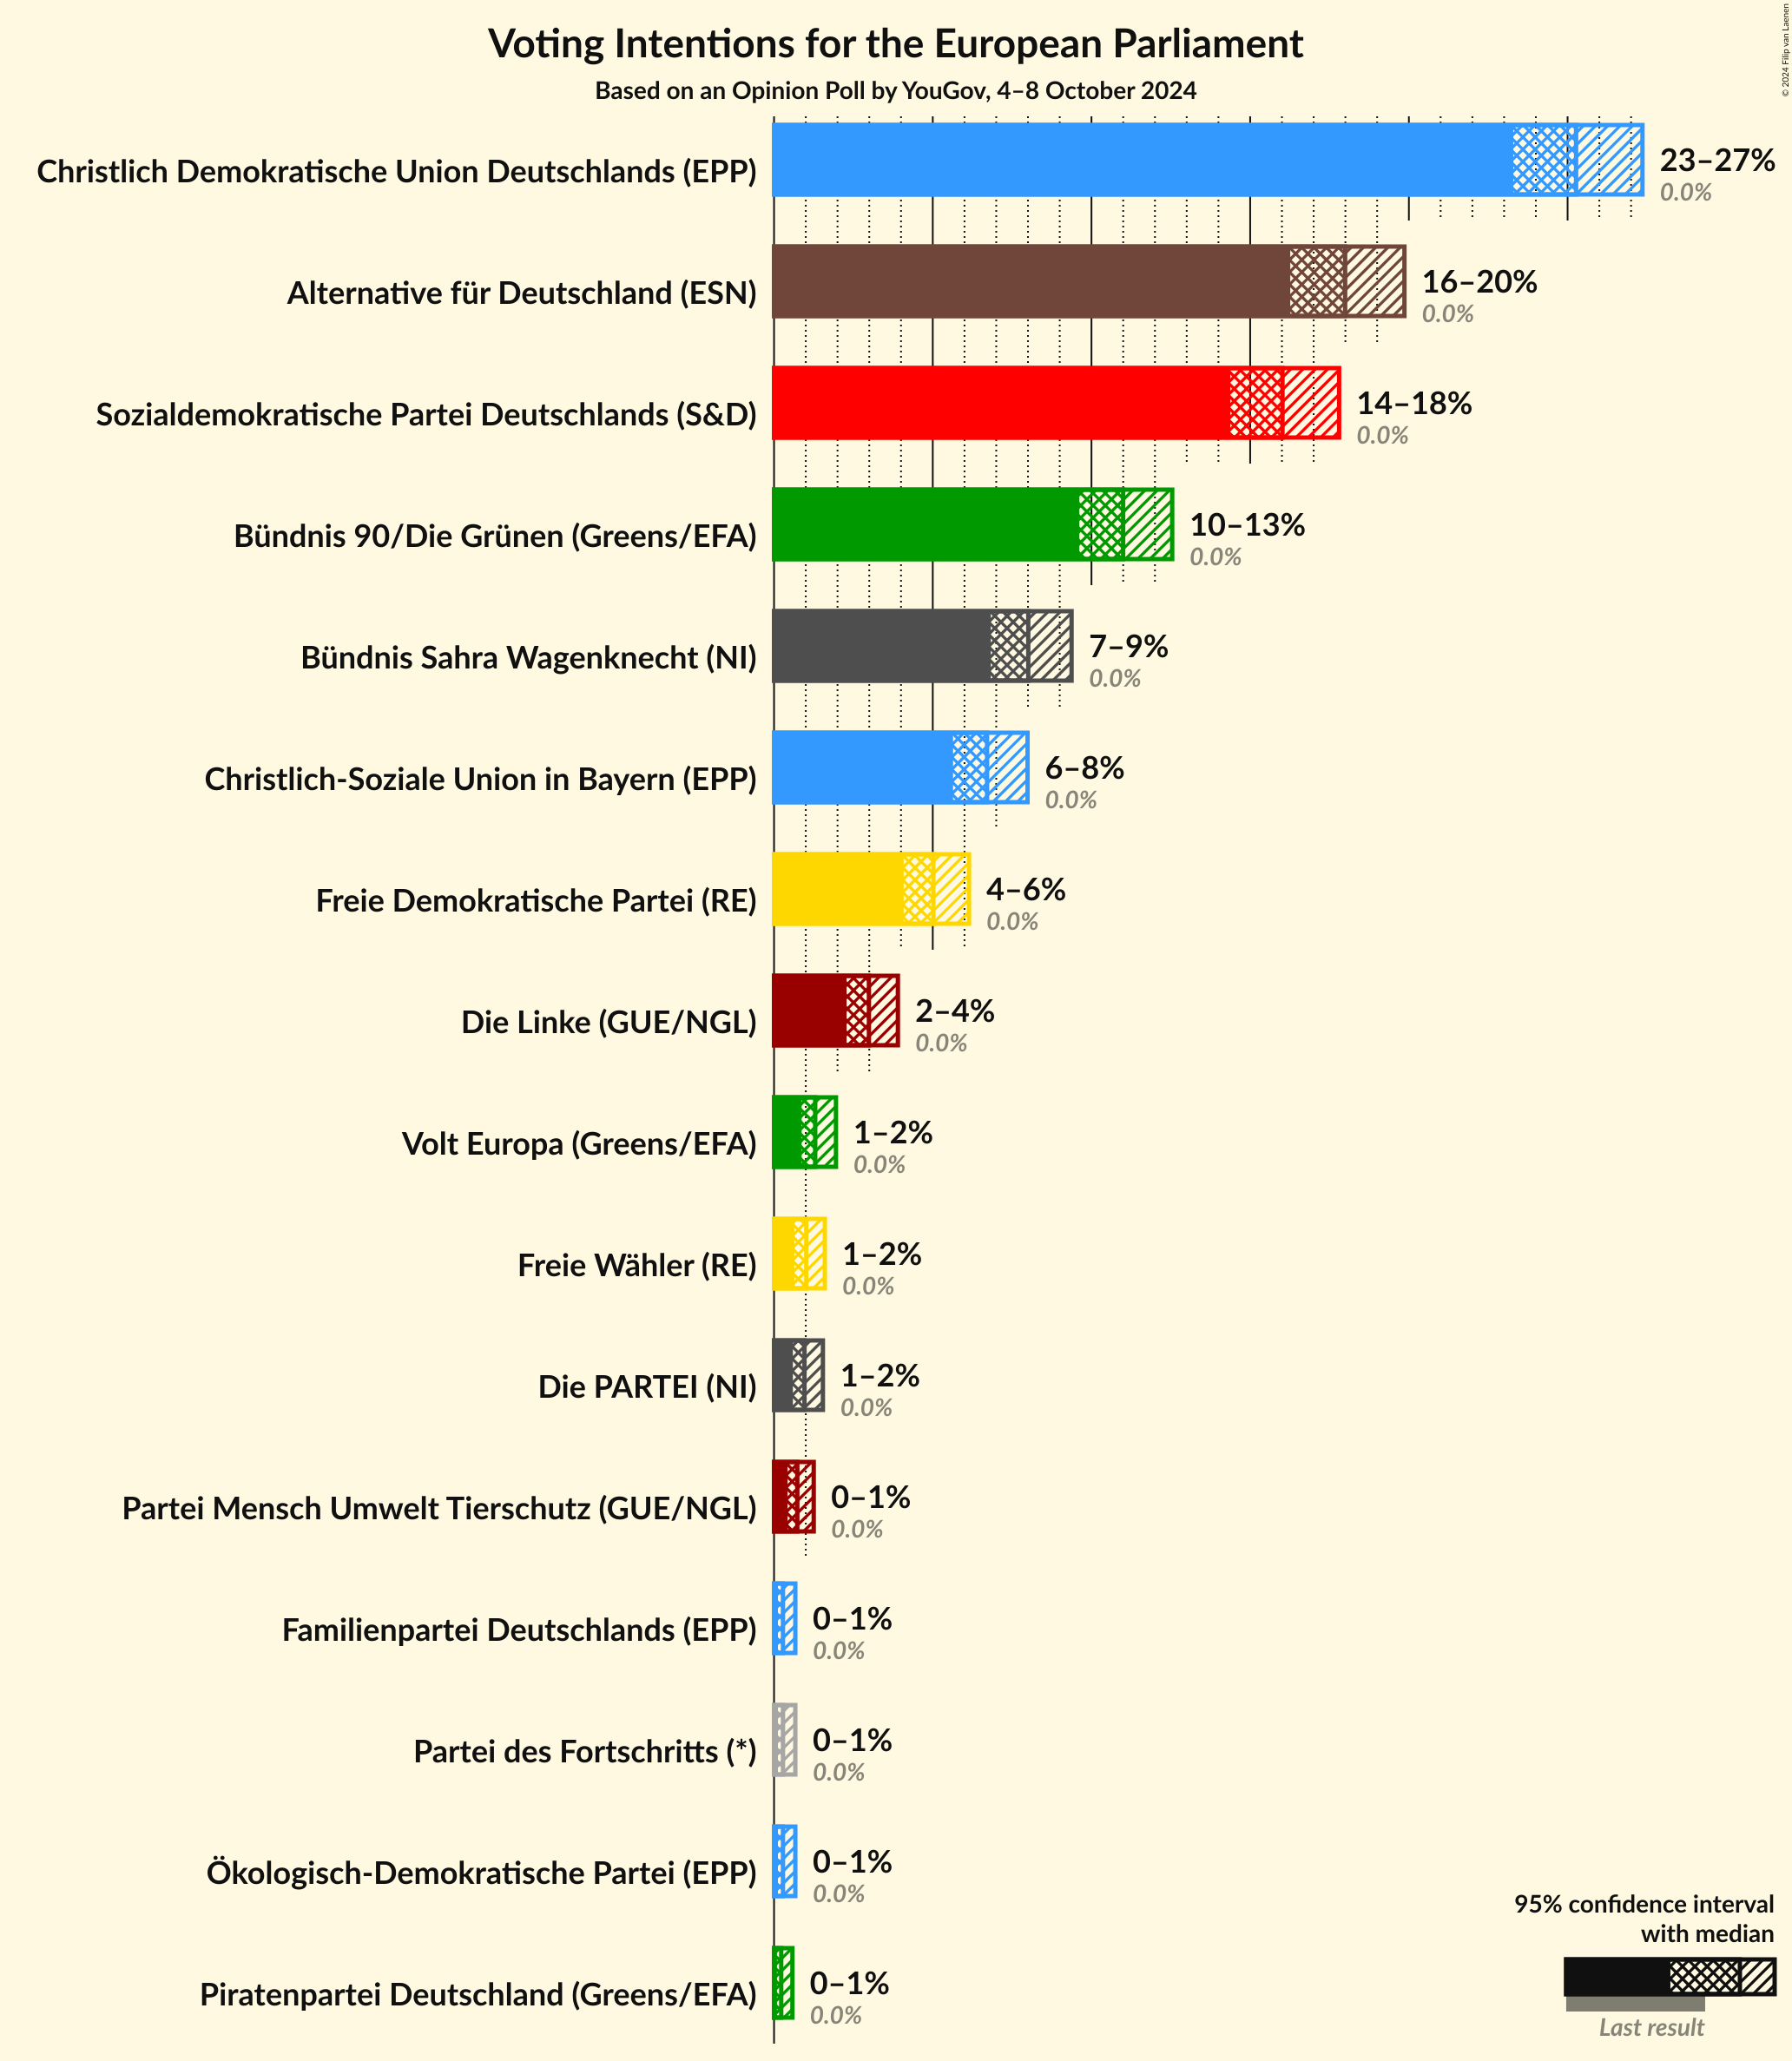 Voting Intentions for the European Parliament
Based on an Opinion Poll by YouGov, 4–8 October 2024
© 2024 Filip van Laenen
Christlich Demokratische Union Deutschlands (EPP)
23–27%
0.0%
Alternative für Deutschland (ESN)
16–20%
0.0%
Sozialdemokratische Partei Deutschlands (S&D)
14–18%
0.0%
Bündnis 90/Die Grünen (Greens/EFA)
10–13%
0.0%
Bündnis Sahra Wagenknecht (NI)
7–9%
0.0%
Christlich-Soziale Union in Bayern (EPP)
6–8%
0.0%
Freie Demokratische Partei (RE)
4–6%
0.0%
Die Linke (GUE/NGL)
2–4%
0.0%
Volt Europa (Greens/EFA)
1–2%
0.0%
Freie Wähler (RE)
1–2%
0.0%
Die PARTEI (NI)
1–2%
0.0%
Partei Mensch Umwelt Tierschutz (GUE/NGL)
0–1%
0.0%
Familienpartei Deutschlands (EPP)
0–1%
0.0%
Partei des Fortschritts (*)
0–1%
0.0%
Ökologisch-Demokratische Partei (EPP)
0–1%
0.0%
Piratenpartei Deutschland (Greens/EFA)
0–1%
0.0%
95% confidence interval
with median
Last result